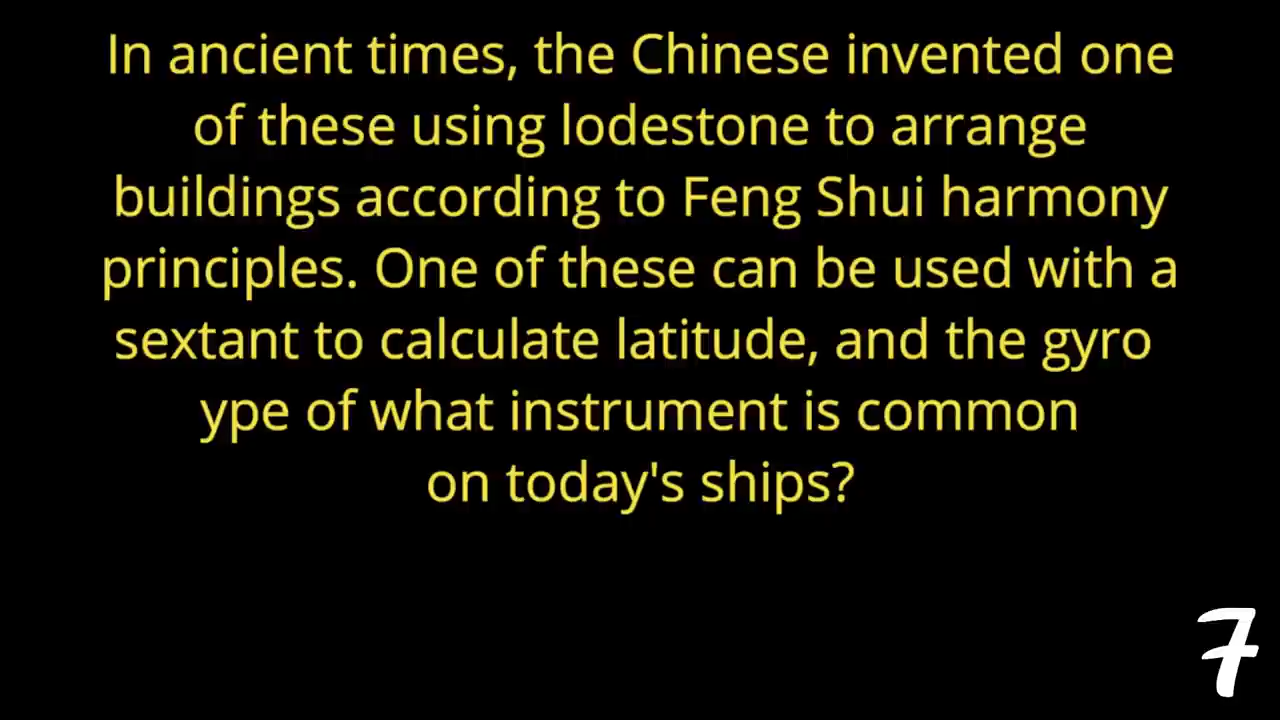 In ancient times, the Chinese invented one
of these using lodestone to arrange
buildings according to Feng Shui harmony
principles. One of these can be used with a
sextant to calculate latitude, and the gyro
ype of what instrument is common
on today's ships?
7